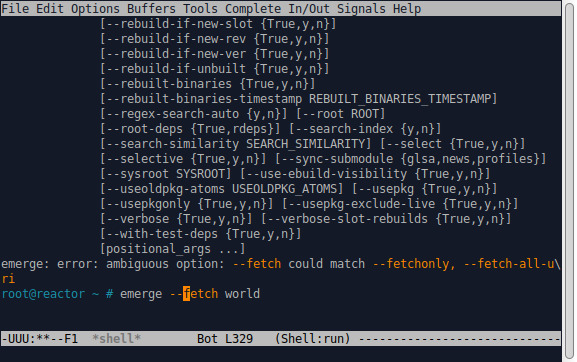 File Edit Options Buffers Tools Complete In/Out Signals Help
[--rebuild-if-new-slot {True,y,n}]
[--rebuild-if-new-rev {True,y,n}]
[--rebuild-if-new-ver {True,y,n}]
[--rebuild-if-unbuilt {True,y,n}]
[--rebuilt-binaries {True,y,n}]
[--rebuilt-binaries-timestamp REBUILT_BINARIES_TIMESTAMP]
[--regex-search-auto {y,n}] [--root ROOT]
[--root-deps {True,rdeps}] [--search-index {y,n}]
[--search-similarity SEARCH_SIMILARITY] [--select {True,y,n}]
[--selective {True,y,n}] [--sync-submodule {glsa,news,profiles}]
[--sysroot SYSROOT] [--use-ebuild-visibility {True,y,n}]
[--useoldpkg-atoms USEOLDPKG_ATOMS] [--usepkg {True,y,n}]
[--usepkgonly {True,y,n}] [--usepkg-exclude-live {True,y,n}]
[--verbose {True,y,n}] [--verbose-slot-rebuilds {True,y,n}]
[--with-test-deps {True,y,n}]
[positional_args ...]
emerge: error: ambiguous option: --fetch could match --fetchonly, --fetch-all-u\
ri
root@reactor ~ # emerge --fetch world
-UUU:**--F1  *shell*        Bot L329   (Shell:run) ----------------------------